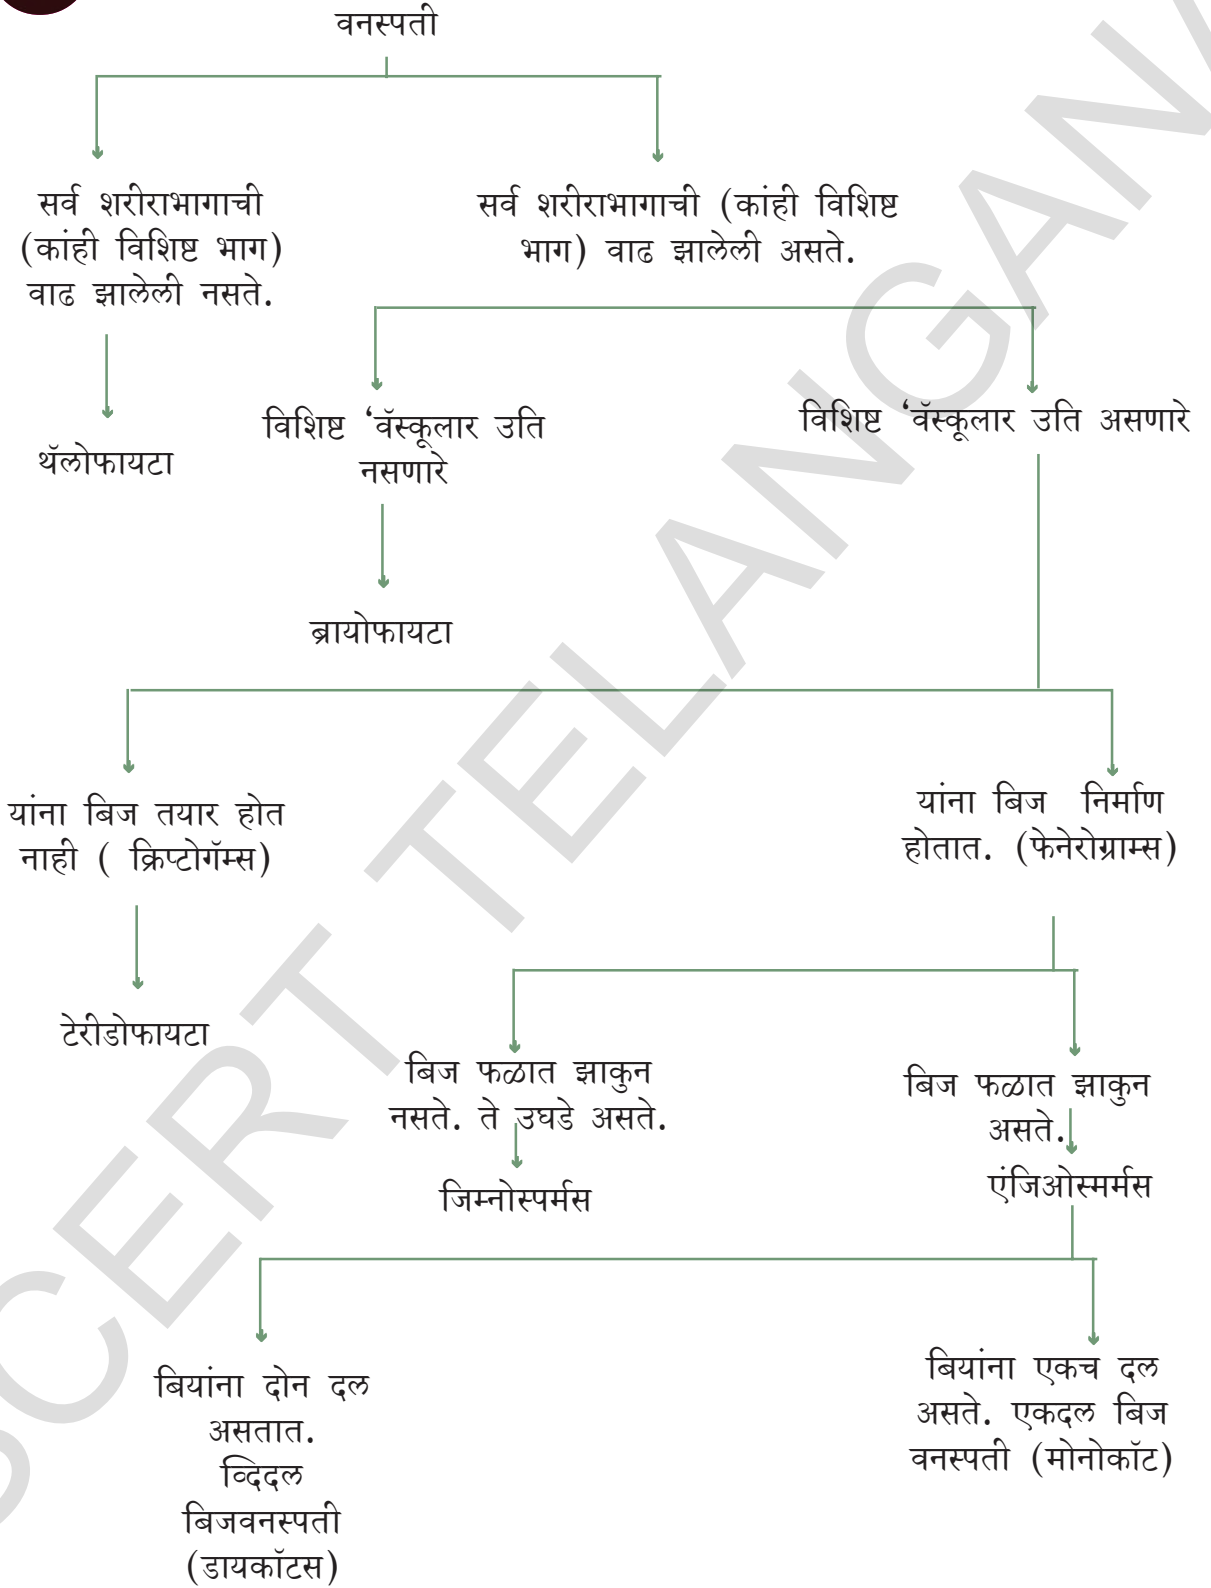 वनस्पती
सर्व शरीराभागाची
(कांही विशिष्ट भाग)
वाढ झालेली नसते.
सर्व शरीराभागाची (कांही विशिष्ट
भाग) वाढ झालेली असते.
थॅलोफायटा
विशिष्ट ‘वॅस्कूलार उति
नसणारे
विशिष्ट ‘वॅस्कूलार उति असणारे
ब्रायोफायटा
यांना बिज तयार होत
नाही ( क्रिप्टोगॅम्स)
यांना बिज निर्माण
होतात. (फेनेरोग्राम्स)
टेरीडोफायटा
बिज फळात झाकुन
नसते. ते उघडे असते.
बिज फळात झाकुन
असते.
जिम्नोस्पर्मस
एंजिओस्मर्मस
बियांना दोन दल
असतात.
व्दिदल
बिजवनस्पती
(डायकॉटस)
बियांना एकच दल
असते. एकदल बिज
वनस्पती (मोनोकॉट)
SCERT TELANGANA